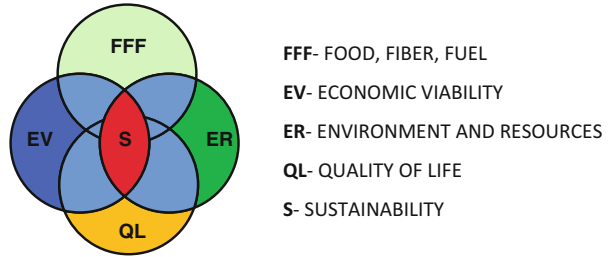 FFF
EV
S
ER
QL
FFF- FOOD, FIBER, FUEL
EV- ECONOMIC VIABILITY
ER- ENVIRONMENT AND RESOURCES
QL- QUALITY OF LIFE
S- SUSTAINABILITY